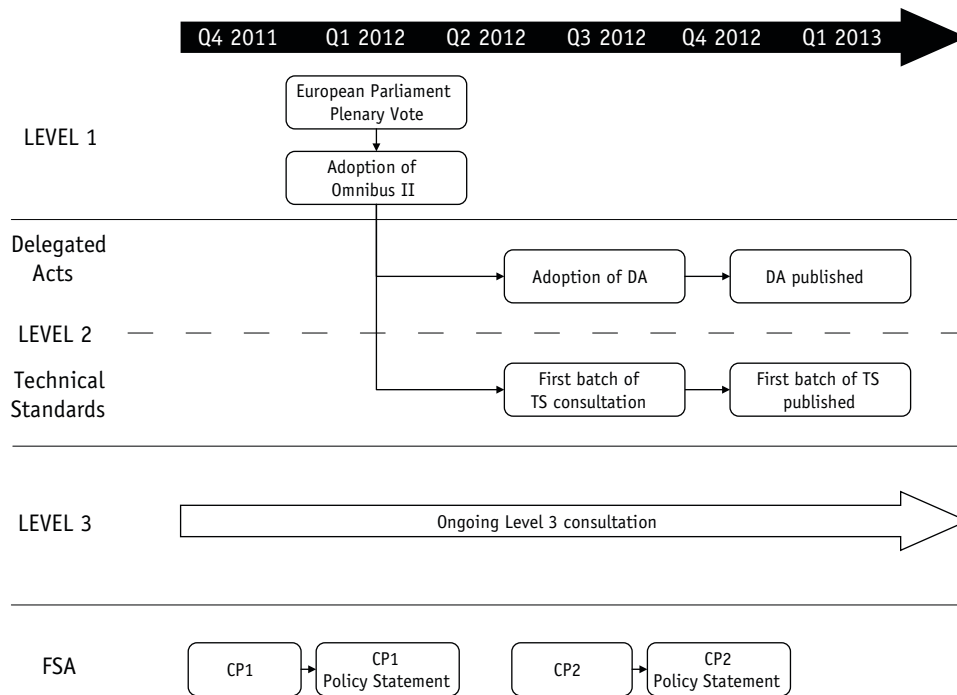 Q4 2011 Q1 2012 Q2 2012 Q3 2012 Q4 2012 Q1 2013
LEVEL 1
European Parliament
Plenary Vote
Adoption of
Omnibus II
Delegated
Acts
Adoption of DA
DA published
LEVEL 2
Technical
Standards
First batch of
TS consultation
First batch of TS
published
LEVEL 3
Ongoing Level 3 consultation
FSA
CP1
CP1
Policy Statement
CP2
CP2
Policy Statement